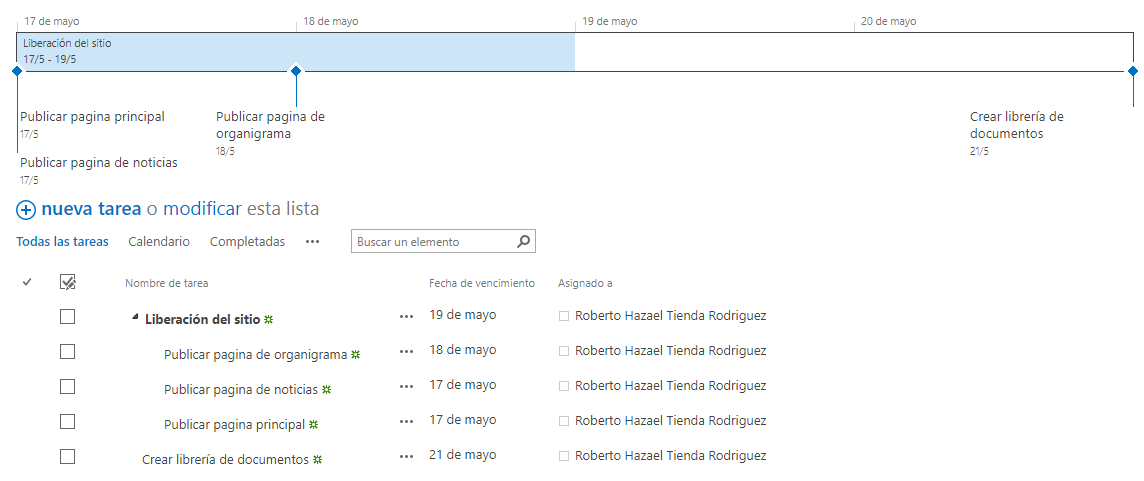 17 de mayo 18 de mayo 19 de mayo 20 de mayo
Liberación del sitio
17/5 - 19/5
Publicar pagina principal
17/5
Publicar pagina de noticias
17/5
Publicar pagina de
organigrama
18/5
Crear librería de
documentos
21/5
nueva tarea o modificar esta lista
Todas las tareas Calendario Completadas ···
Buscar un elemento
Nombre de tarea Fecha de vencimiento Asignado a
Liberación del sitio ··· 19 de mayo Roberto Hazael Tienda Rodriguez
Publicar pagina de organigrama ··· 18 de mayo Roberto Hazael Tienda Rodriguez
Publicar pagina de noticias ··· 17 de mayo Roberto Hazael Tienda Rodriguez
Publicar pagina principal ··· 17 de mayo Roberto Hazael Tienda Rodriguez
Crear librería de documentos ··· 21 de mayo Roberto Hazael Tienda Rodriguez